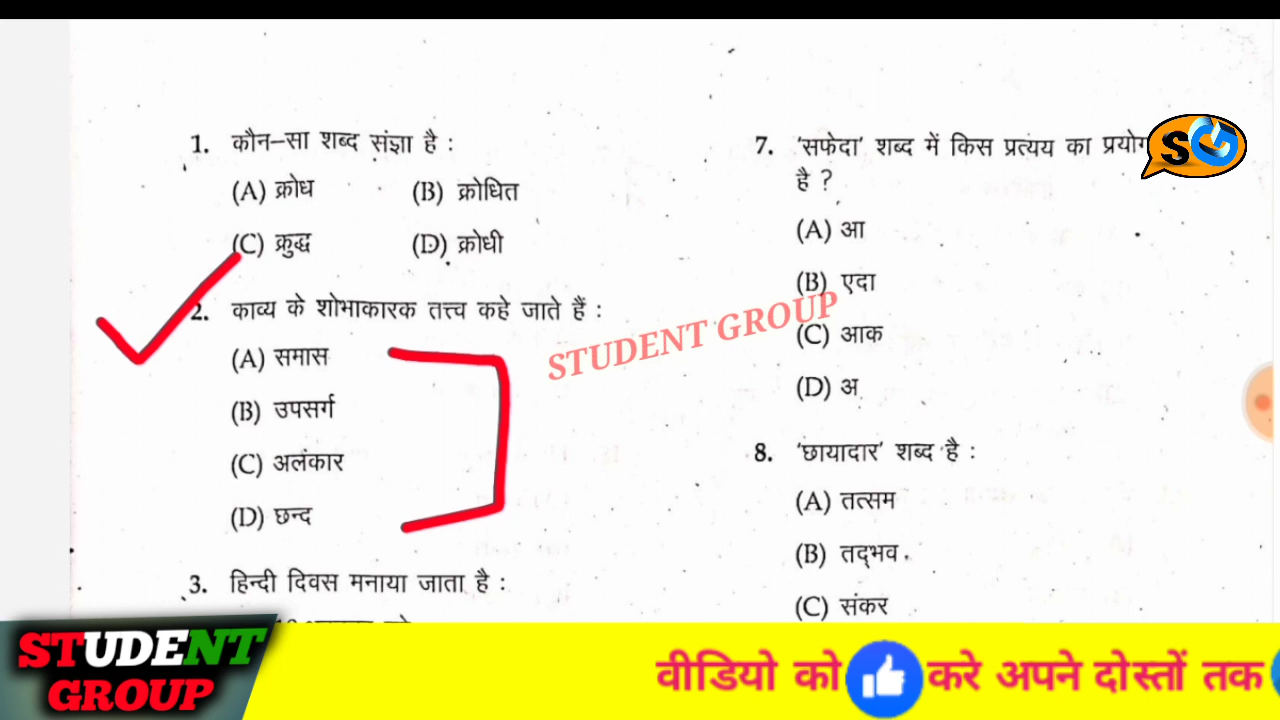 1. कौन-सा शब्द संज्ञा है :
(A) क्रोध (B) क्रोधित
(C) क्रुद्ध (D) क्रोधी
2. काव्य के शोभाकारक तत्त्व कहे जाते हैं :
(A) समास
(B) उपसर्ग
(C) अलंकार
(D) छन्द
3. हिन्दी दिवस मनाया जाता है :
7. 'सफेदा' शब्द में किस प्रत्यय का प्रयोग
है ?
(A) आ
(B) एदा
(C) आक
(D) अ
8. 'छायादार' शब्द है :
(A) तत्सम
(B) तद्भव
(C) संकर
SG
STUDENT GROUP
STUDENT
GROUP
वीडियो को करे अपने दोस्तों तक